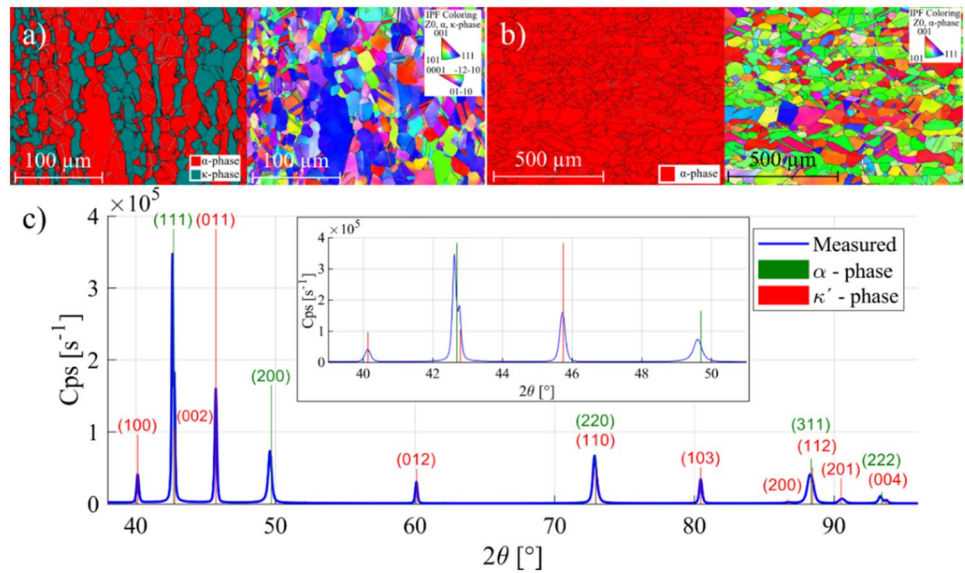 a)
IPF Coloring
Z0, α, κ-phase
001
101
111
0001
-12-10
01-10
100 µm
α-phase
κ-phase
100 µm
b)
IPF Coloring
Z0, α-phase
001
101
111
500 µm
α-phase
500 µm
c)
×10⁵
4
3
2
1
0
Cps [s⁻¹]
(100)
(111)
(002)
(011)
(200)
(012)
(220)
(110)
(103)
(200)
(311)
(112)
(201)
(222)
(004)
×10⁵
4
3
2
1
0
Cps [s⁻¹]
40 42 44 46 48 50
2θ [°]
Measured
α - phase
κ´ - phase
40 50 60 70 80 90
2θ [°]